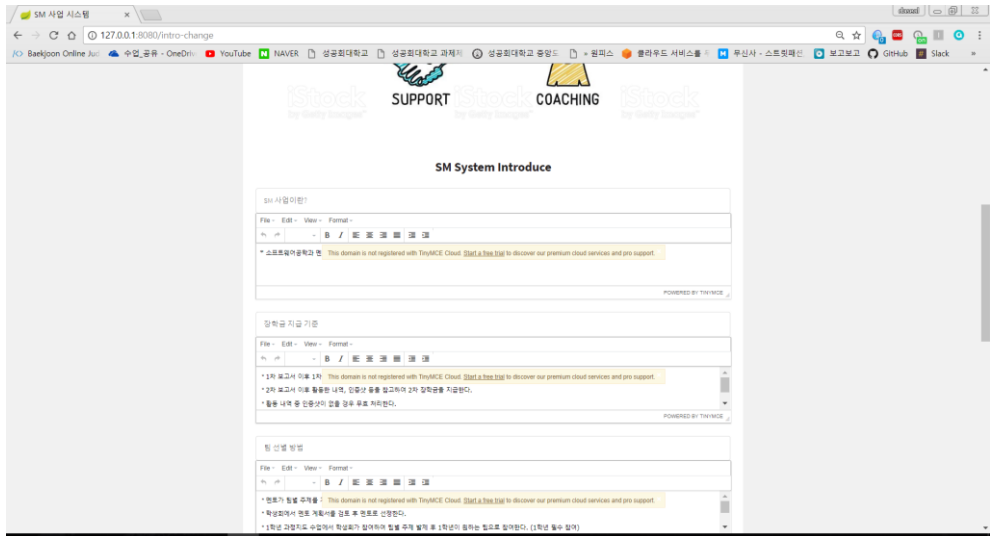 SM 사업 시스템
127.0.0.1:8080/intro-change
Baekjoon Online Jud 수업_공유 - OneDriv YouTube NAVER 성공회대학교 성공회대학교 과제지 성공회대학교 중앙도 » 원피스 클라우드 서비스를 무신사 - 스트릿패션 보고보고 GitHub Slack »
SUPPORT COACHING
iStock iStock iStock
by Getty Images™ by Getty Images™ by Getty Images™
SM System Introduce
SM 사업이란?
File Edit View Format
B I
* 소프트웨어공학과 멘 This domain is not registered with TinyMCE Cloud. Start a free trial to discover our premium cloud services and pro support.
POWERED BY TINYMCE
장학금 지급 기준
File Edit View Format
B I
* 1차 보고서 이후 1차 This domain is not registered with TinyMCE Cloud. Start a free trial to discover our premium cloud services and pro support.
* 2차 보고서 이후 활동한 내역, 인증샷 등을 참고하여 2차 장학금을 지급한다.
* 활동 내역 중 인증샷이 없을 경우 무효 처리한다.
POWERED BY TINYMCE
팀 선별 방법
File Edit View Format
B I
* 멘토가 팀별 주제를 This domain is not registered with TinyMCE Cloud. Start a free trial to discover our premium cloud services and pro support.
* 학생회에서 멘토 계획서를 검토 후 멘토로 선정한다.
* 1학년 과정지도 수업에서 학생회가 참여하여 팀별 주제 발제 후 1학년이 원하는 팀으로 참여한다. (1학년 필수 참여)